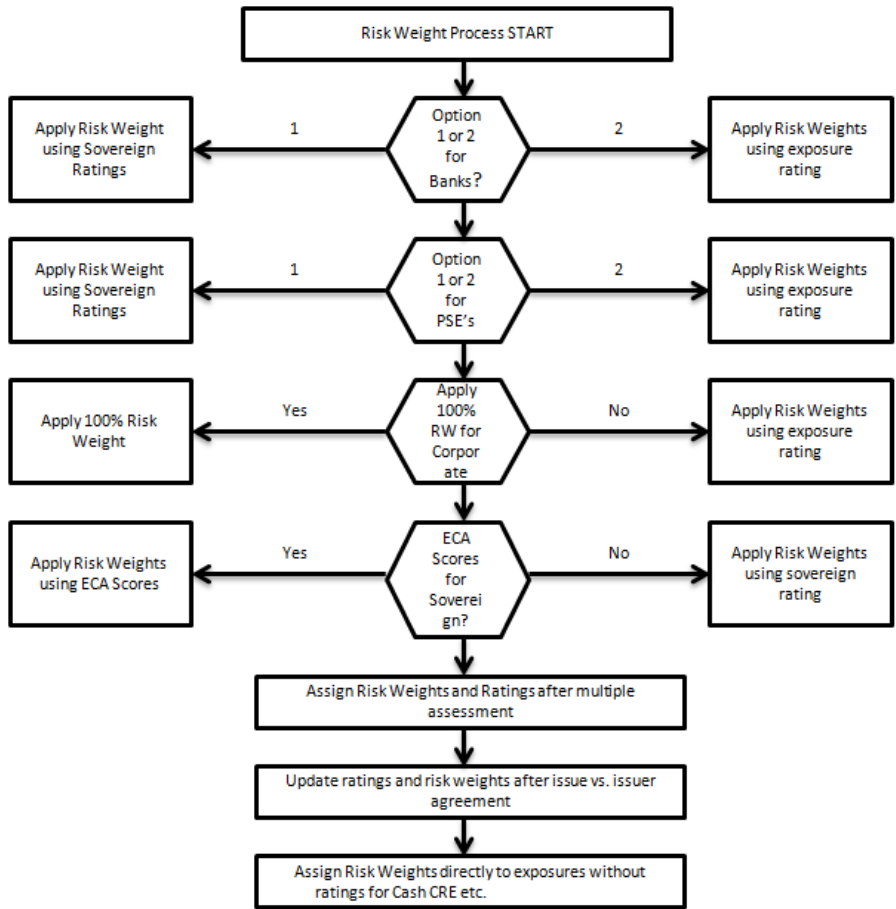 Risk Weight Process START
Option
1 or 2
for
Banks?
1
2
Apply Risk Weight
using Sovereign
Ratings
Apply Risk Weights
using exposure
rating
Option
1 or 2
for
PSE's
1
2
Apply Risk Weight
using Sovereign
Ratings
Apply Risk Weights
using exposure
rating
Apply
100%
RW for
Corpor
ate
Yes
No
Apply 100% Risk
Weight
Apply Risk Weights
using exposure
rating
ECA
Scores
for
Soverei
gn?
Yes
No
Apply Risk Weights
using ECA Scores
Apply Risk Weights
using sovereign
rating
Assign Risk Weights and Ratings after multiple
assessment
Update ratings and risk weights after issue vs. issuer
agreement
Assign Risk Weights directly to exposures without
ratings for Cash CRE etc.